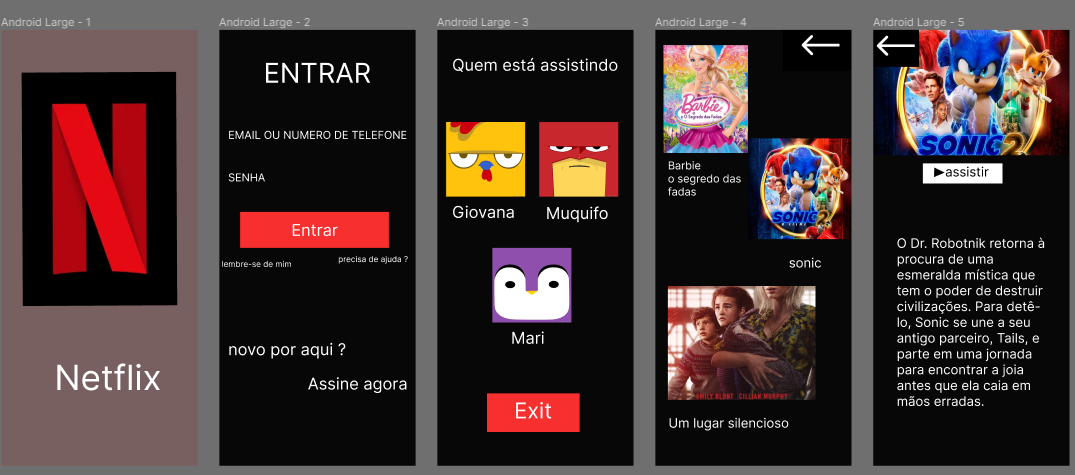 Android Large - 1
Netflix
Android Large - 2
ENTRAR
EMAIL OU NUMERO DE TELEFONE
SENHA
Entrar
lembre-se de mim
precisa de ajuda ?
novo por aqui ?
Assine agora
Android Large - 3
Quem está assistindo
Giovana
Muquifo
Mari
Exit
Android Large - 4
Barbie
e O Segredo das Fadas
Barbie
o segredo das
fadas
SONIC 2
sonic
EMILY BLUNT
CILLIAN MURPHY
Um lugar silencioso
Android Large - 5
SONIC 2
assistir
O Dr. Robotnik retorna à
procura de uma
esmeralda mística que
tem o poder de destruir
civilizações. Para detê-
lo, Sonic se une a seu
antigo parceiro, Tails, e
parte em uma jornada
para encontrar a joia
antes que ela caia em
mãos erradas.